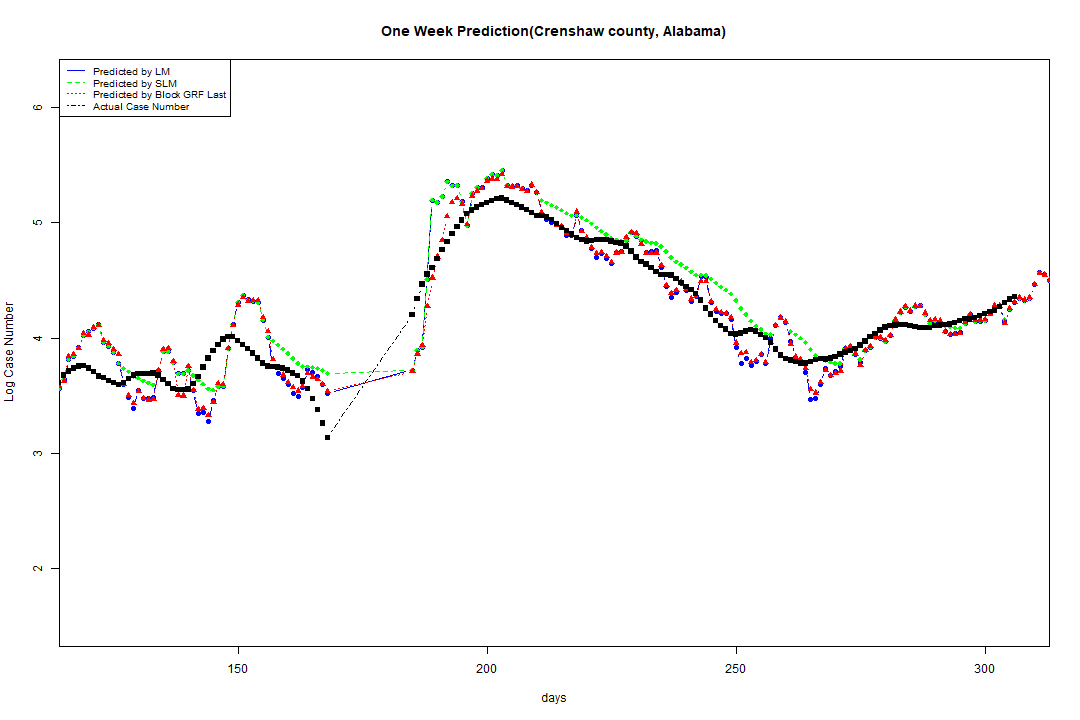 One Week Prediction(Crenshaw county, Alabama)
Predicted by LM
Predicted by SLM
Predicted by Block GRF Last
Actual Case Number
6
5
4
3
2
Log Case Number
150 200 250 300
days